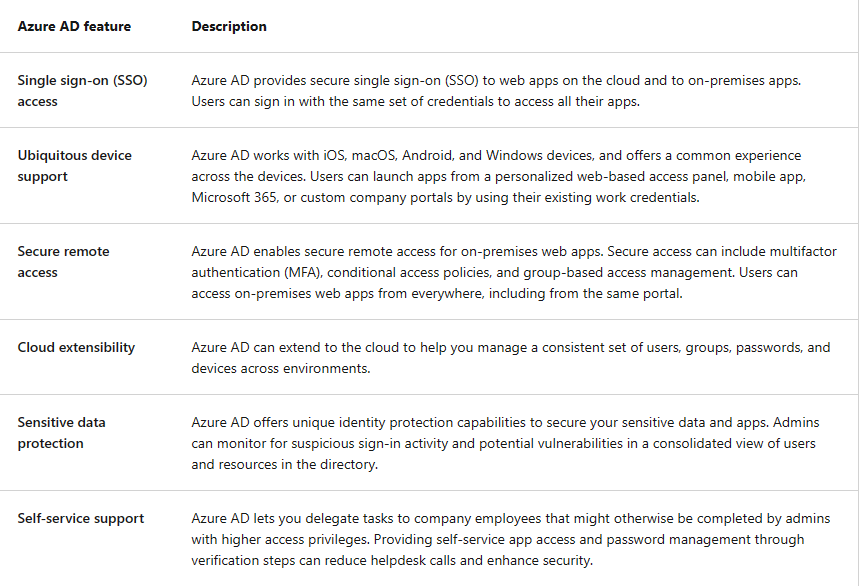 Azure AD feature Description
Single sign-on (SSO) access
Azure AD provides secure single sign-on (SSO) to web apps on the cloud and to on-premises apps.
Users can sign in with the same set of credentials to access all their apps.
Ubiquitous device support
Azure AD works with iOS, macOS, Android, and Windows devices, and offers a common experience
across the devices. Users can launch apps from a personalized web-based access panel, mobile app,
Microsoft 365, or custom company portals by using their existing work credentials.
Secure remote access
Azure AD enables secure remote access for on-premises web apps. Secure access can include multifactor
authentication (MFA), conditional access policies, and group-based access management. Users can
access on-premises web apps from everywhere, including from the same portal.
Cloud extensibility
Azure AD can extend to the cloud to help you manage a consistent set of users, groups, passwords, and
devices across environments.
Sensitive data protection
Azure AD offers unique identity protection capabilities to secure your sensitive data and apps. Admins
can monitor for suspicious sign-in activity and potential vulnerabilities in a consolidated view of users
and resources in the directory.
Self-service support
Azure AD lets you delegate tasks to company employees that might otherwise be completed by admins
with higher access privileges. Providing self-service app access and password management through
verification steps can reduce helpdesk calls and enhance security.